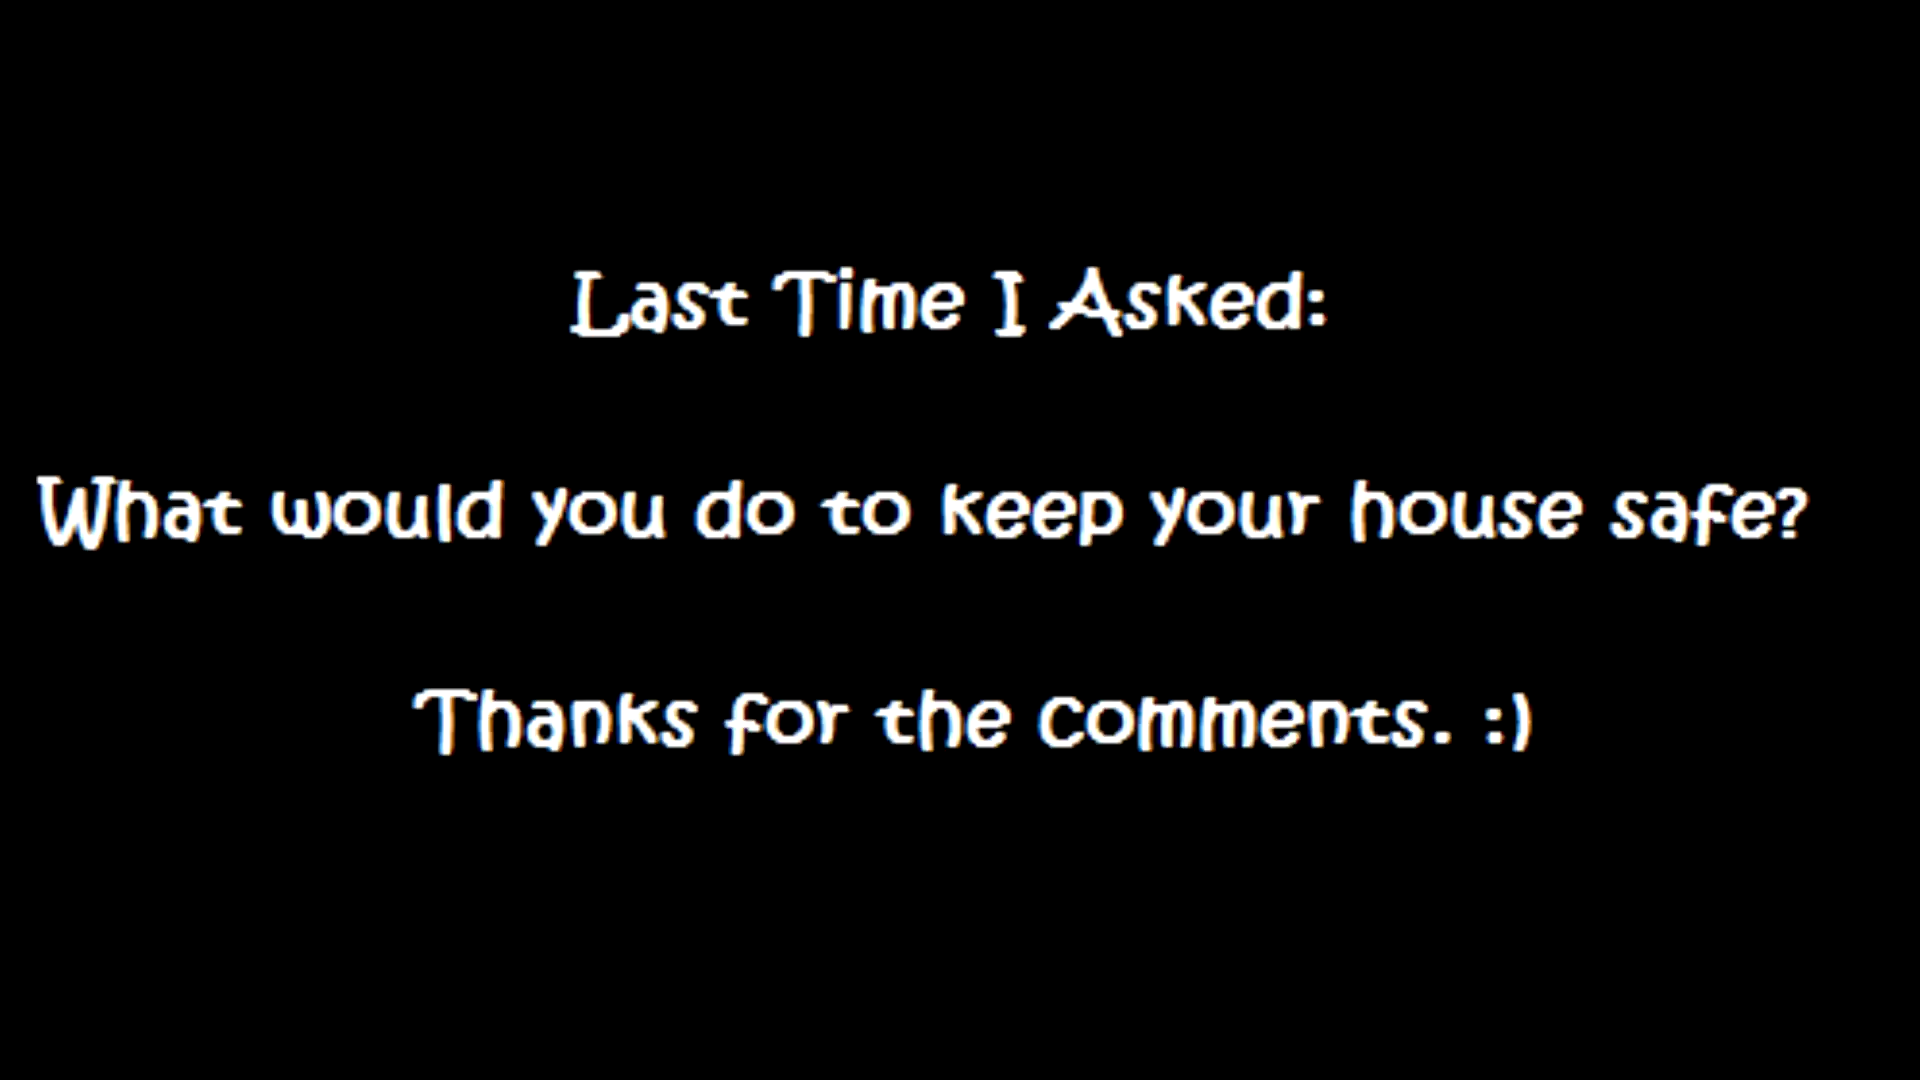 Last Time I Asked:
What would you do to keep your house safe?
Thanks for the comments. :)